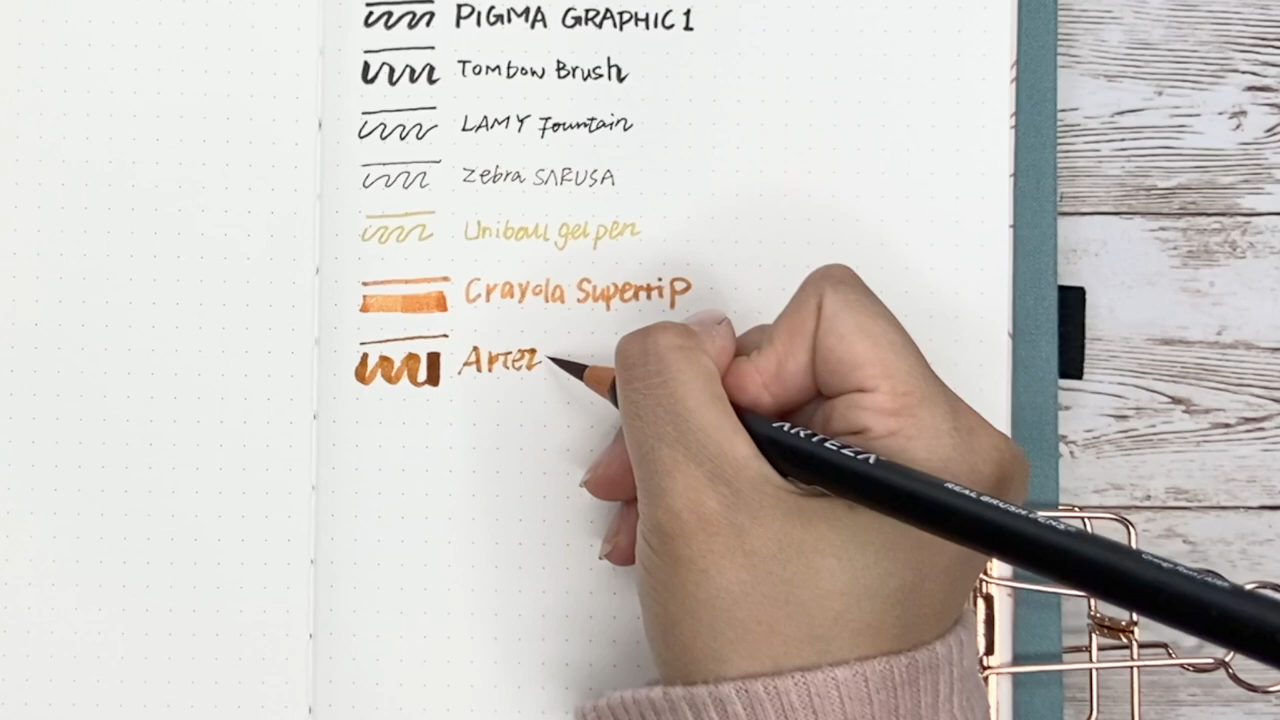 PIGMA GRAPHIC 1
Tombow Brush
LAMY Fountain
Zebra SARUSA
Uniball gel pen
Crayola Supertip
Artez
ARTEZA
REAL BRUSH PENS